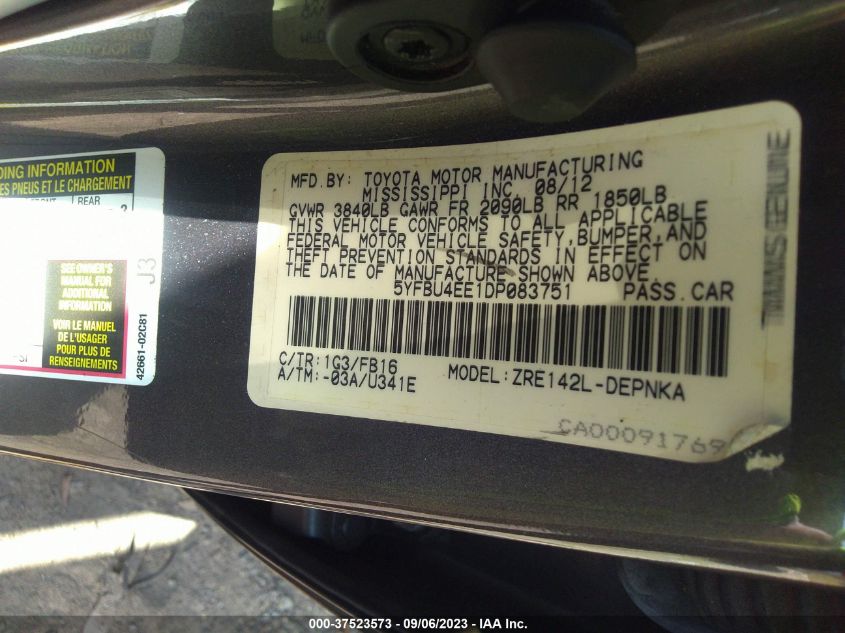 DING INFORMATION
ES PNEUS ET LE CHARGEMENT
REAR
SEE OWNER'S
MANUAL FOR
ADDITIONAL
INFORMATION
VOIR LE MANUEL
DE L'USAGER
POUR PLUS DE
RENSEIGNEMENTS
J3
42661-02C81
MFD.BY: TOYOTA MOTOR MANUFACTURING
MISSISSIPPI INC. 08/12
GVWR 3840LB GAWR FR 2090LB RR 1850LB
THIS VEHICLE CONFORMS TO ALL APPLICABLE
FEDERAL MOTOR VEHICLE SAFETY,BUMPER,AND
THEFT PREVENTION STANDARDS IN EFFECT ON
THE DATE OF MANUFACTURE SHOWN ABOVE.
5YFBU4EE1DP083751 PASS.CAR
C/TR:1G3/FB16
A/TM:-03A/U341E
MODEL:ZRE142L-DEPNKA
CA00091769
000-37523573 - 09/06/2023 - IAA Inc.